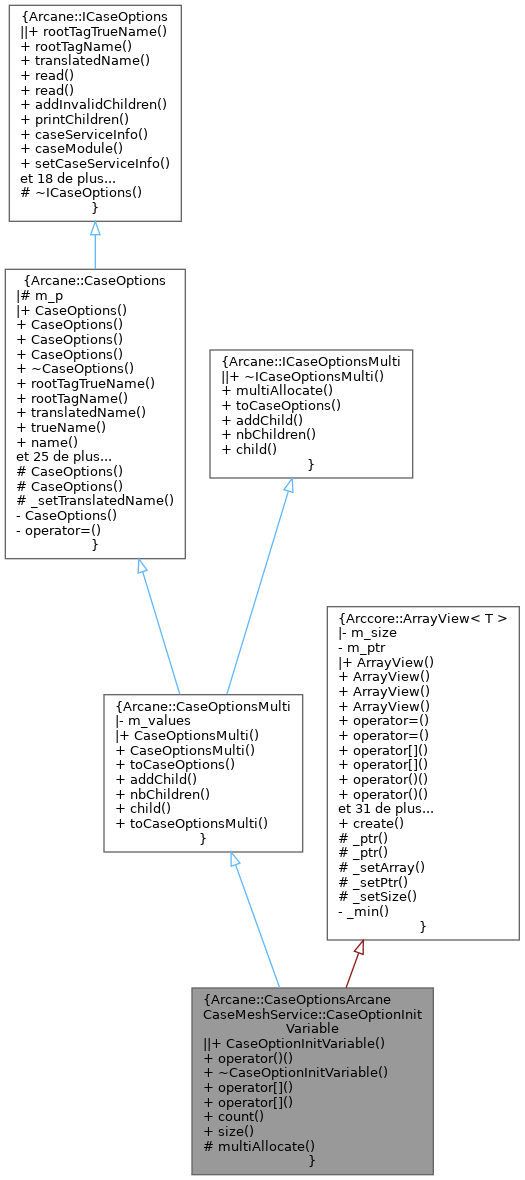 {Arcane::ICaseOptions
||+ rootTagTrueName()
+ rootTagName()
+ translatedName()
+ read()
+ read()
+ addInvalidChildren()
+ printChildren()
+ caseServiceInfo()
+ caseModule()
+ setCaseServiceInfo()
et 18 de plus...
# ~ICaseOptions()
}
{Arcane::CaseOptions
|# m_p
|+ CaseOptions()
+ CaseOptions()
+ CaseOptions()
+ CaseOptions()
+ ~CaseOptions()
+ rootTagTrueName()
+ rootTagName()
+ translatedName()
+ trueName()
+ name()
et 25 de plus...
# CaseOptions()
# CaseOptions()
# _setTranslatedName()
- CaseOptions()
- operator=()
}
{Arcane::ICaseOptionsMulti
||+ ~ICaseOptionsMulti()
+ multiAllocate()
+ toCaseOptions()
+ addChild()
+ nbChildren()
+ child()
}
{Arcane::CaseOptionsMulti
|- m_values
|+ CaseOptionsMulti()
+ CaseOptionsMulti()
+ toCaseOptions()
+ addChild()
+ nbChildren()
+ child()
+ toCaseOptionsMulti()
}
{Arccore::ArrayView< T >
|- m_size
- m_ptr
|+ ArrayView()
+ ArrayView()
+ ArrayView()
+ ArrayView()
+ operator=()
+ operator=()
+ operator[]()
+ operator[]()
+ operator()()
+ operator()()
et 31 de plus...
+ create()
# _ptr()
# _ptr()
# _setArray()
# _setPtr()
# _setSize()
- _min()
}
{Arcane::CaseOptionsArcane
CaseMeshService::CaseOptionInit
Variable
||+ CaseOptionInitVariable()
+ operator()()
+ ~CaseOptionInitVariable()
+ operator[]()
+ operator[]()
+ count()
+ size()
# multiAllocate()
}